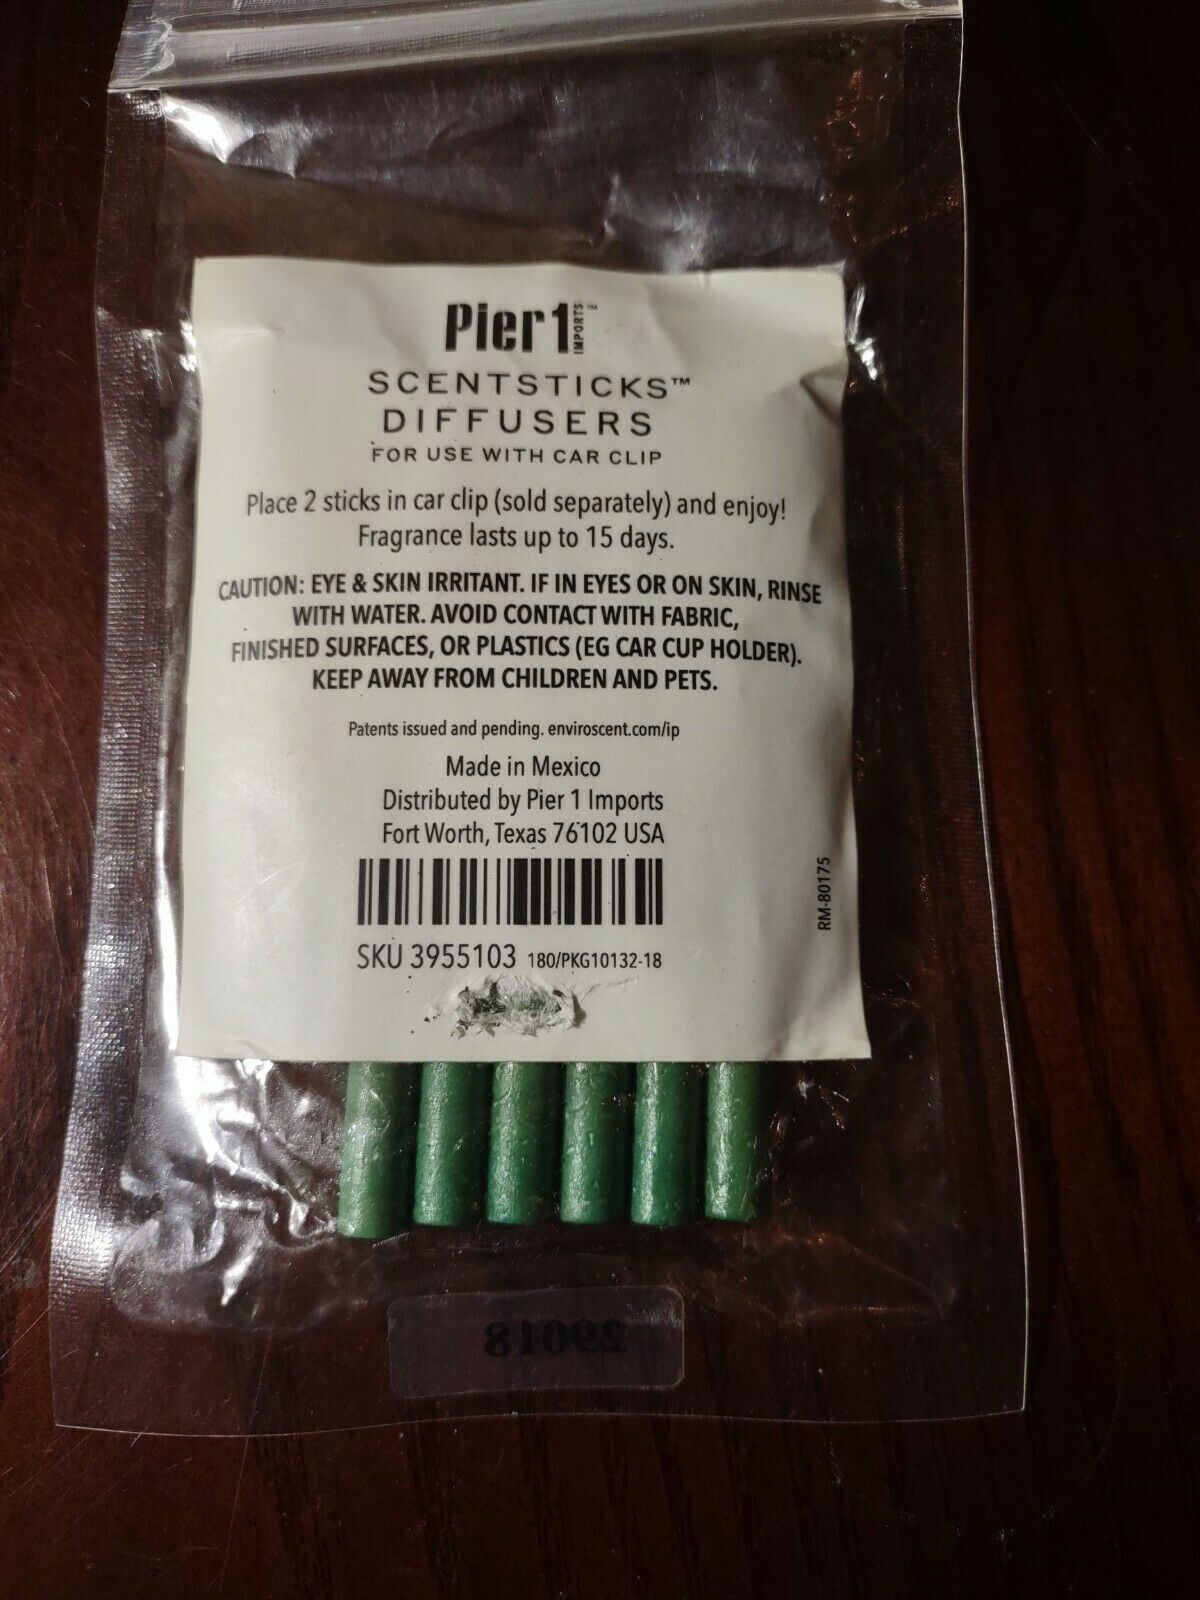 Pier 1 IMPORTS™
SCENTSTICKS™
DIFFUSERS
FOR USE WITH CAR CLIP
Place 2 sticks in car clip (sold separately) and enjoy!
Fragrance lasts up to 15 days.
CAUTION: EYE & SKIN IRRITANT. IF IN EYES OR ON SKIN, RINSE
WITH WATER. AVOID CONTACT WITH FABRIC,
FINISHED SURFACES, OR PLASTICS (EG CAR CUP HOLDER).
KEEP AWAY FROM CHILDREN AND PETS.
Patents issued and pending. enviroscent.com/ip
Made in Mexico
Distributed by Pier 1 Imports
Fort Worth, Texas 76102 USA
RM-80175
SKU 3955103 180/PKG10132-18
29018